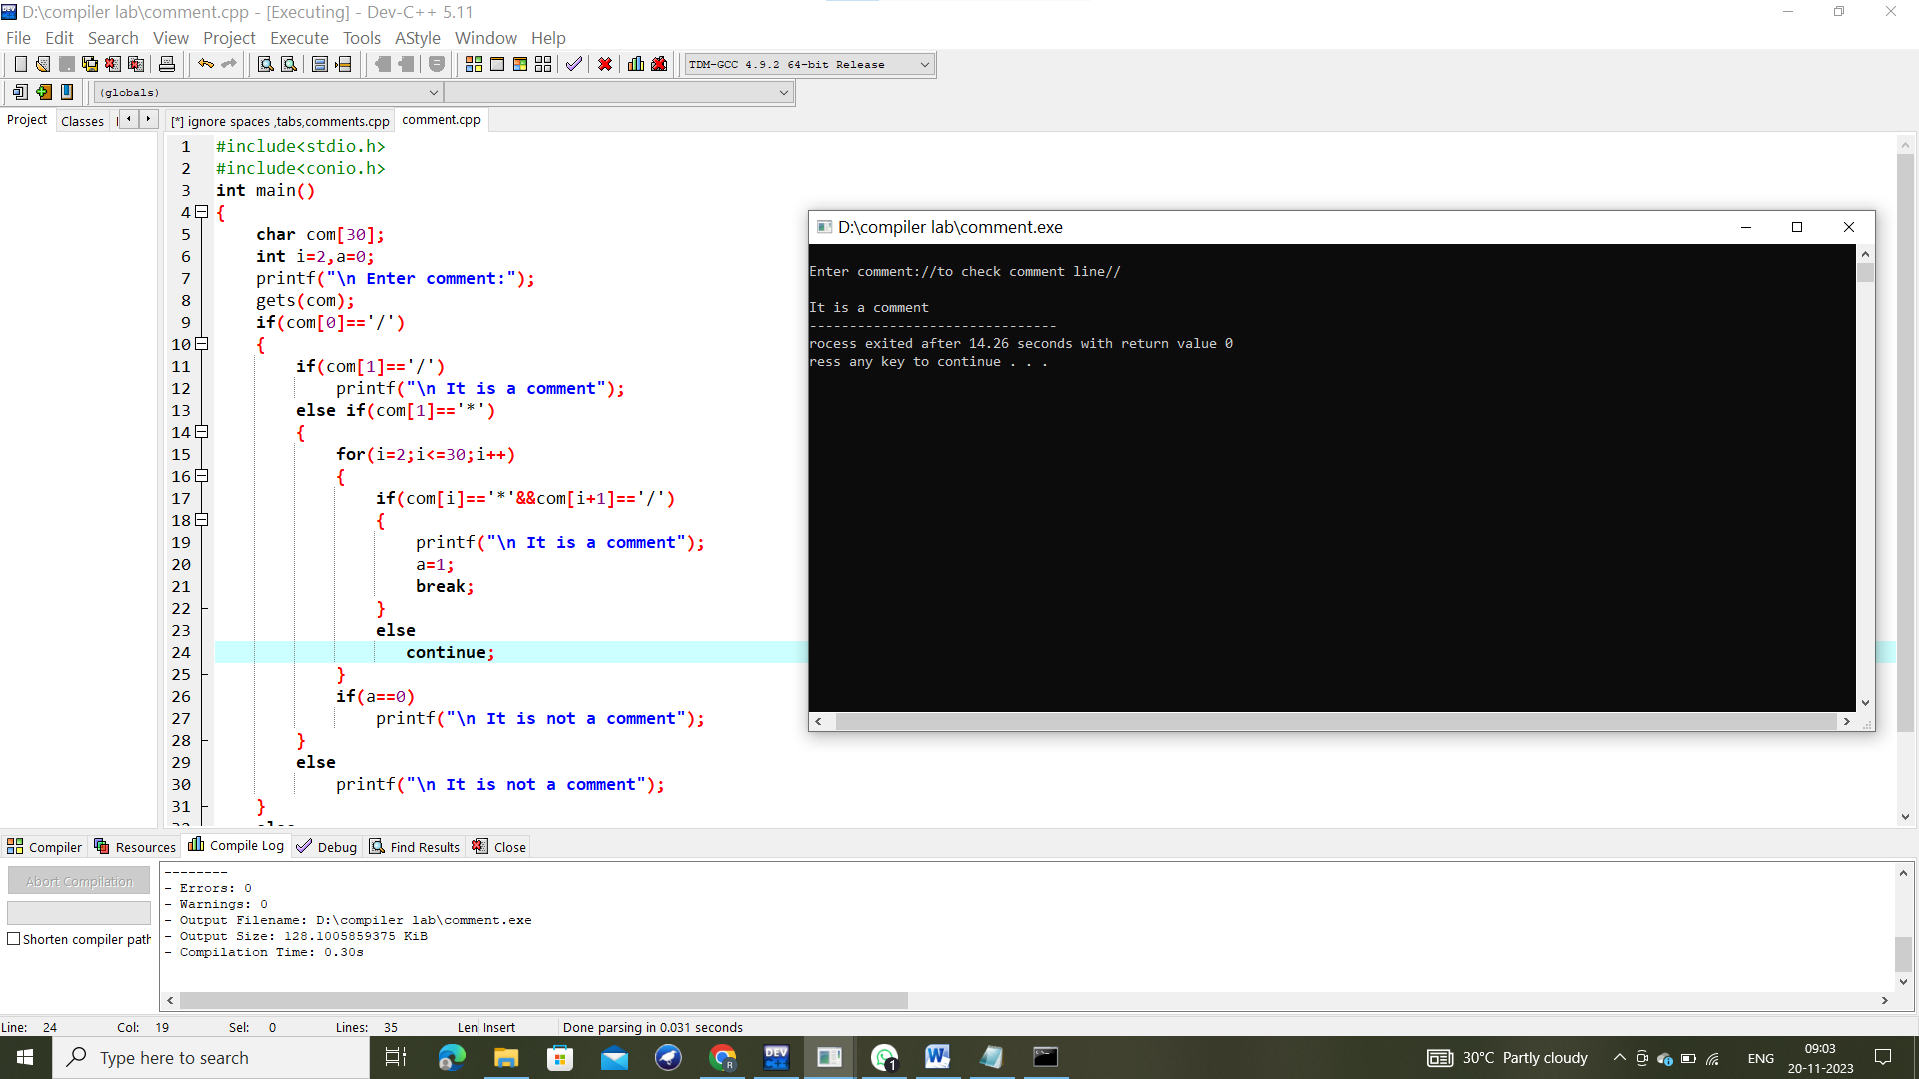 D:\compiler lab\comment.cpp - [Executing] - Dev-C++ 5.11
File Edit Search View Project Execute Tools AStyle Window Help
TDM-GCC 4.9.2 64-bit Release
(globals)
Project Classes
[*] ignore spaces ,tabs,comments.cpp comment.cpp
1 #include<stdio.h>
2 #include<conio.h>
3 int main()
4 {
5 char com[30];
6 int i=2,a=0;
7 printf("\n Enter comment:");
8 gets(com);
9 if(com[0]=='/')
10 {
11 if(com[1]=='/')
12 printf("\n It is a comment");
13 else if(com[1]=='*')
14 {
15 for(i=2;i<=30;i++)
16 {
17 if(com[i]=='*'&&com[i+1]=='/')
18 {
19 printf("\n It is a comment");
20 a=1;
21 break;
22 }
23 else
24 continue;
25 }
26 if(a==0)
27 printf("\n It is not a comment");
28 }
29 else
30 printf("\n It is not a comment");
31 }
D:\compiler lab\comment.exe
Enter comment://to check comment line//
It is a comment
-------------------------------
rocess exited after 14.26 seconds with return value 0
ress any key to continue . . .
Compiler Resources Compile Log Debug Find Results Close
Abort Compilation
Shorten compiler path
--------
- Errors: 0
- Warnings: 0
- Output Filename: D:\compiler lab\comment.exe
- Output Size: 128.1005859375 KiB
- Compilation Time: 0.30s
Line: 24 Col: 19 Sel: 0 Lines: 35 Len Insert Done parsing in 0.031 seconds
Type here to search
DEV C++
R
1
W
30°C Partly cloudy
ENG
09:03
20-11-2023